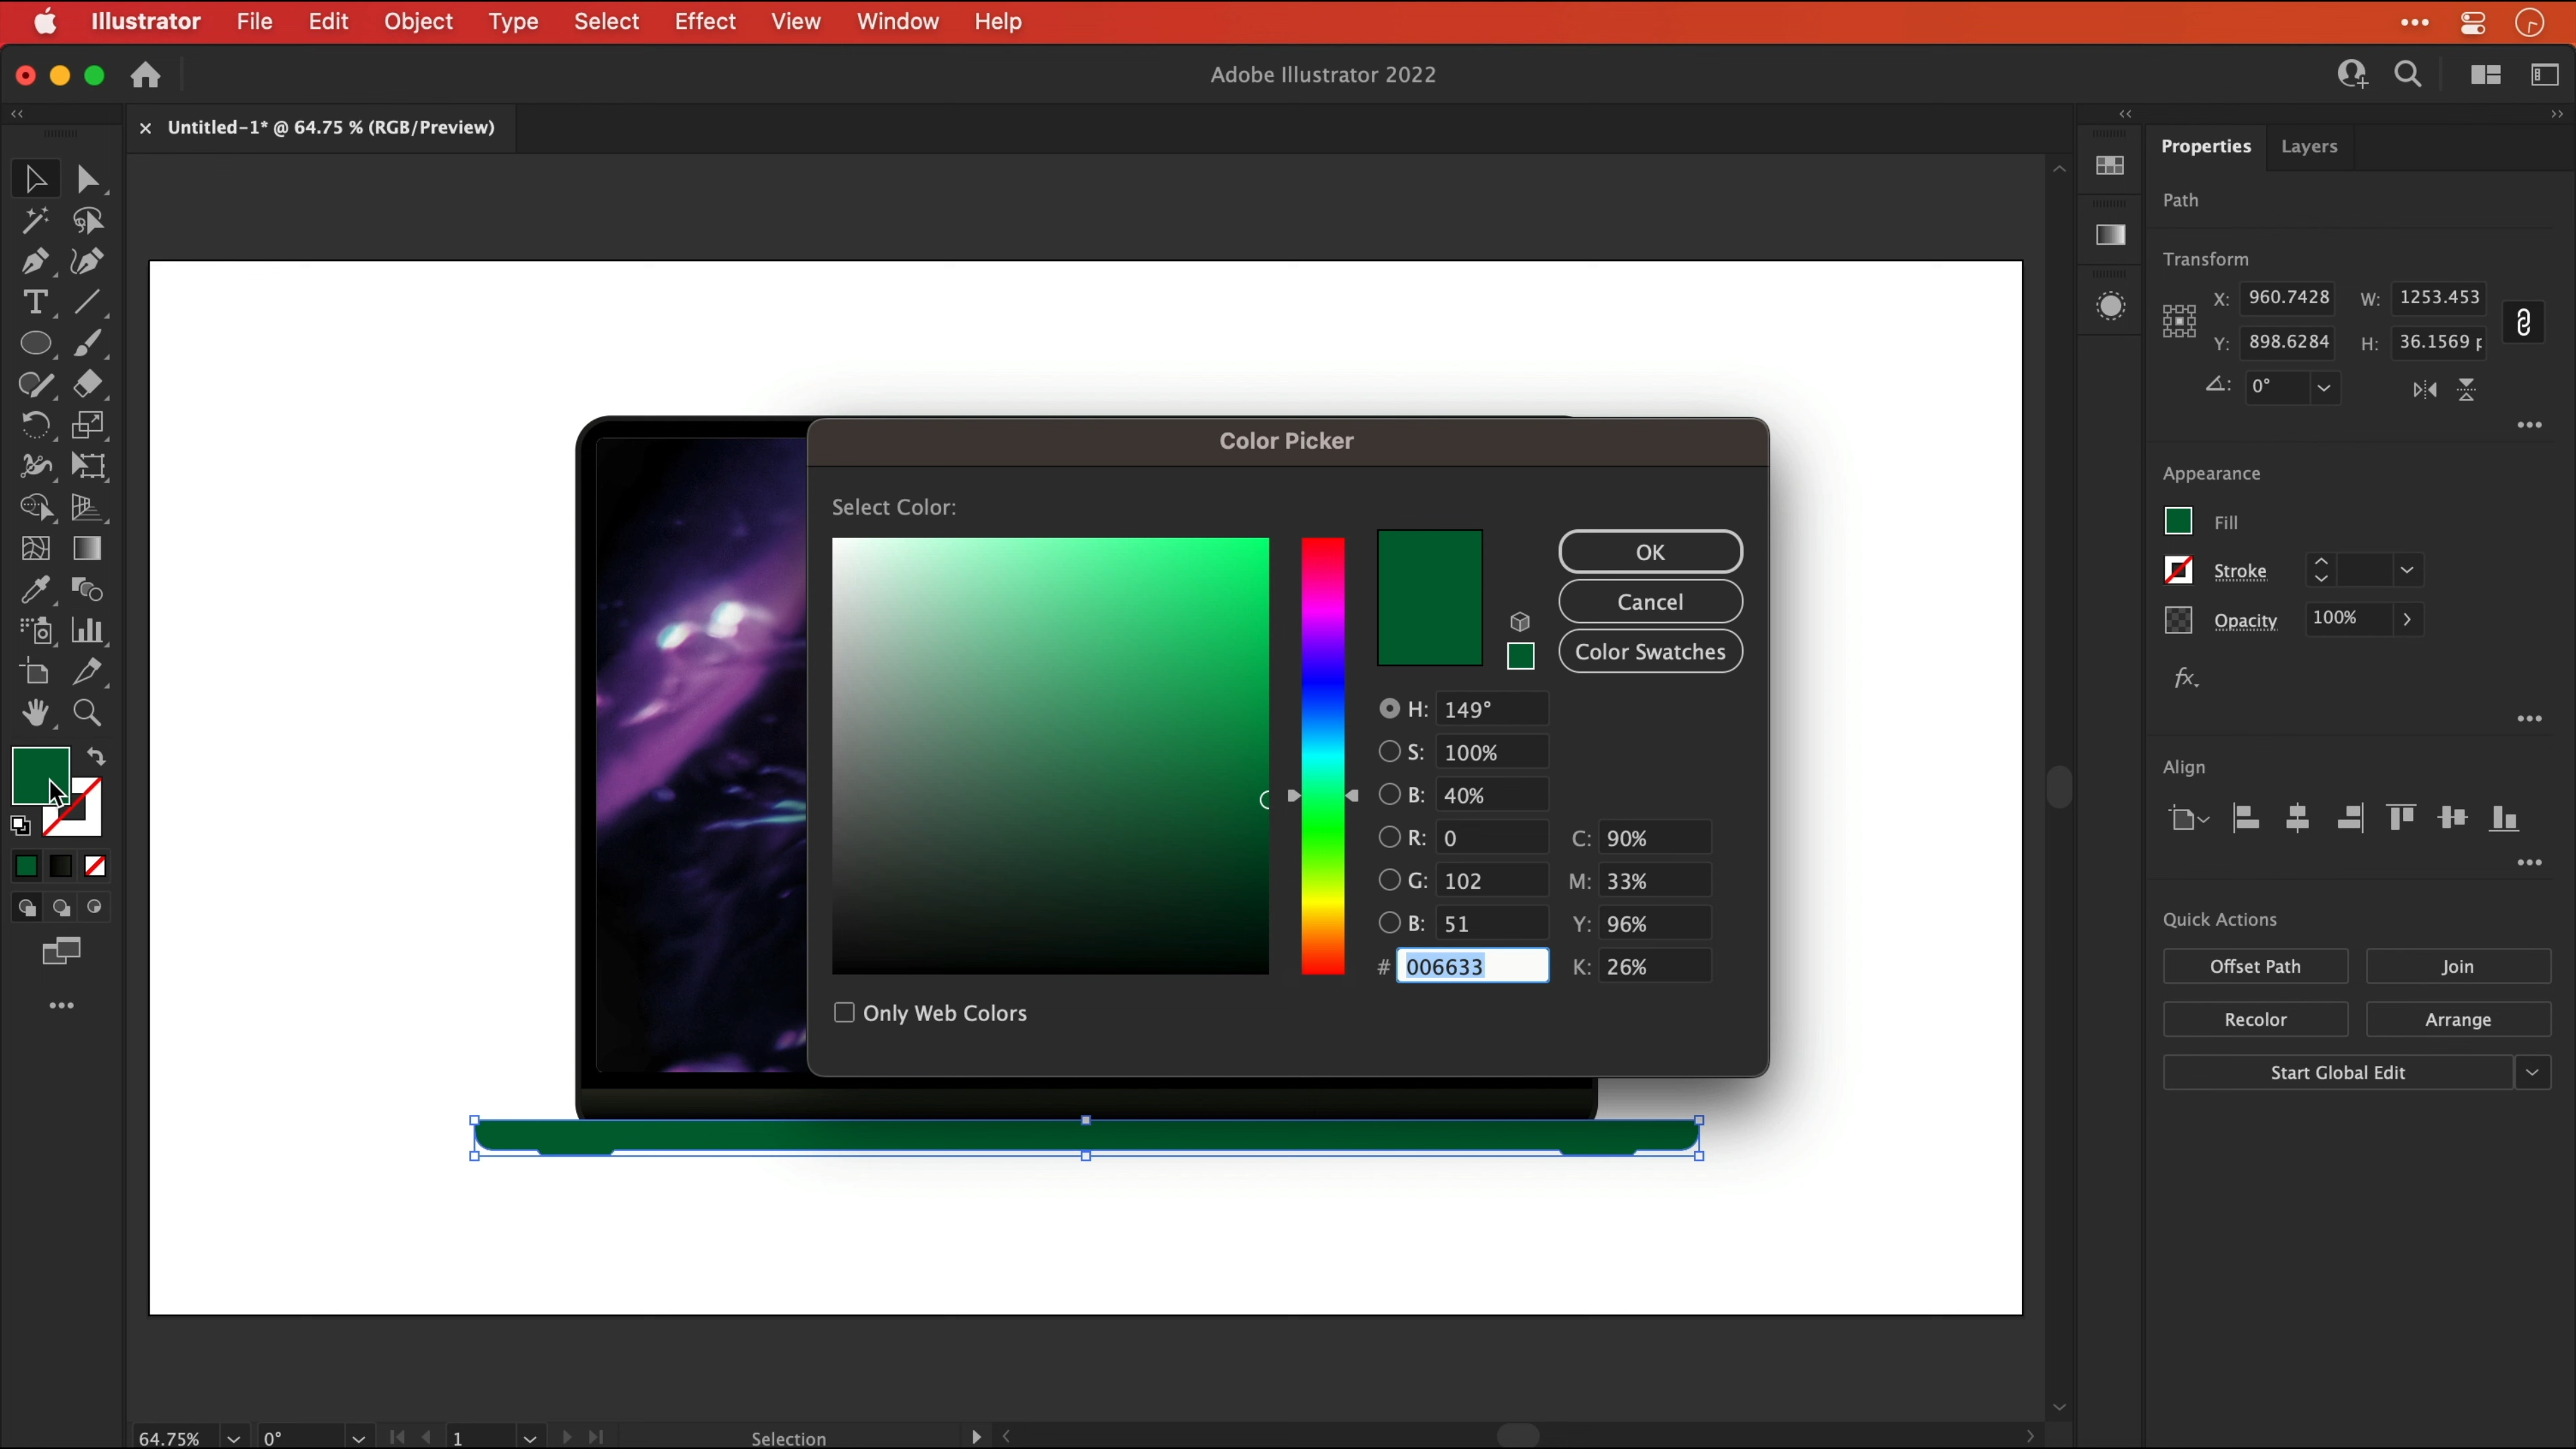 Illustrator File Edit Object Type Select Effect View Window Help
Adobe Illustrator 2022
Untitled-1* @ 64.75 % (RGB/Preview)
Properties Layers
Path
Transform
X: 960.7428 W: 1253.453
Y: 898.6284 H: 36.1569 p
0°
Appearance
Fill
Stroke
Opacity 100%
fx
Align
Quick Actions
Offset Path Join
Recolor Arrange
Start Global Edit
Color Picker
Select Color:
OK
Cancel
Color Swatches
H: 149°
S: 100%
B: 40%
R: 0 C: 90%
G: 102 M: 33%
B: 51 Y: 96%
# 006633 K: 26%
Only Web Colors
64.75% 0° 1 Selection